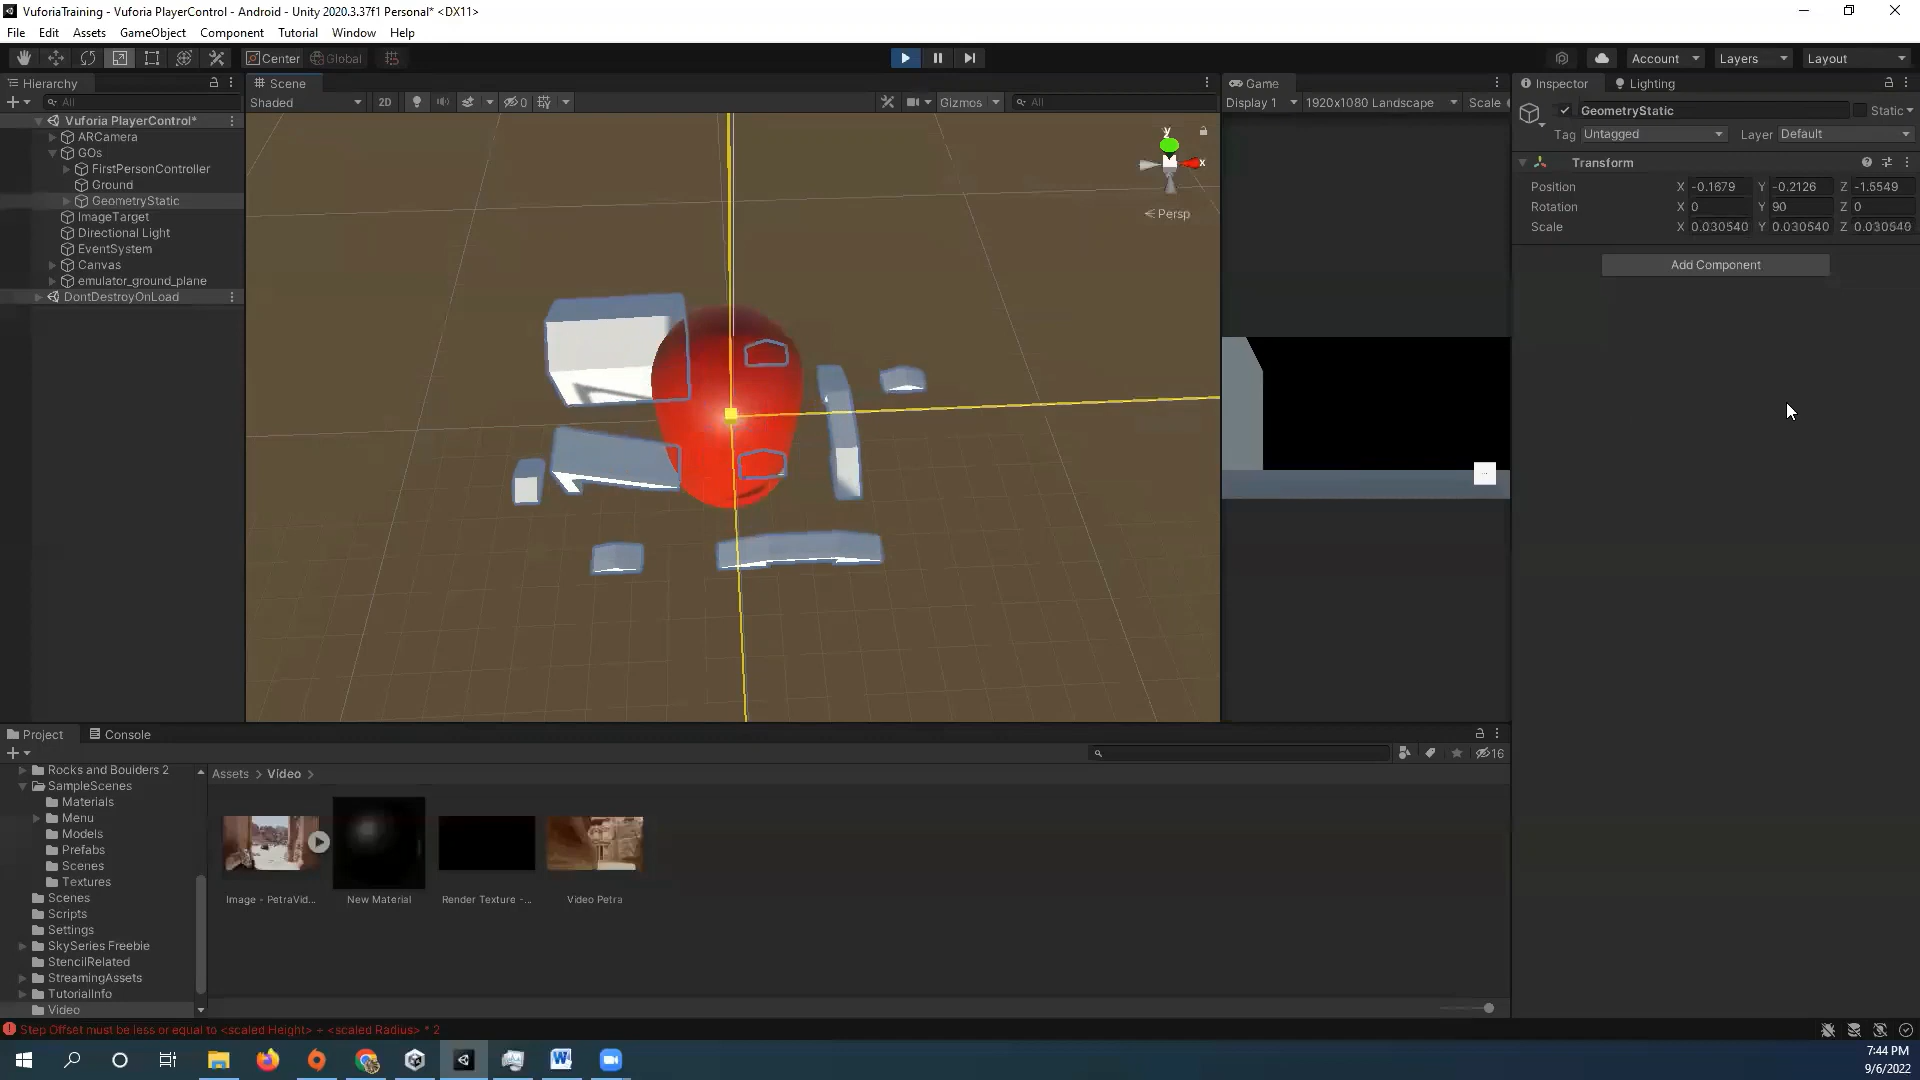 VuforiaTraining - Vuforia PlayerControl - Android - Unity 2020.3.37f1 Personal* <DX11>
File Edit Assets GameObject Component Tutorial Window Help
Center Global Account Layers Layout
Hierarchy Scene Game Inspector Lighting
All Shaded 2D 0 Gizmos All Display 1 1920x1080 Landscape Scale
GeometryStatic Static
Vuforia PlayerControl*
Tag Untagged Layer Default
ARCamera
y
GOs
x
Transform
FirstPersonController
Ground
Position X -0.1679 Y -0.2126 Z -1.5549
GeometryStatic
Rotation X 0 Y 90 Z 0
ImageTarget
Persp
Scale X 0.030540 Y 0.030540 Z 0.030540
Directional Light
EventSystem
Canvas
Add Component
emulator_ground_plane
DontDestroyOnLoad
Project Console
16
Rocks and Boulders 2
Assets > Video >
SampleScenes
Materials
Menu
Models
Prefabs
Scenes
Textures
Scenes
Image - PetraVid... New Material Render Texture -... Video Petra
Scripts
Settings
SkySeries Freebie
StencilRelated
StreamingAssets
TutorialInfo
Video
Step Offset must be less or equal to <scaled Height> + <scaled Radius> * 2
7:44 PM
9/6/2022